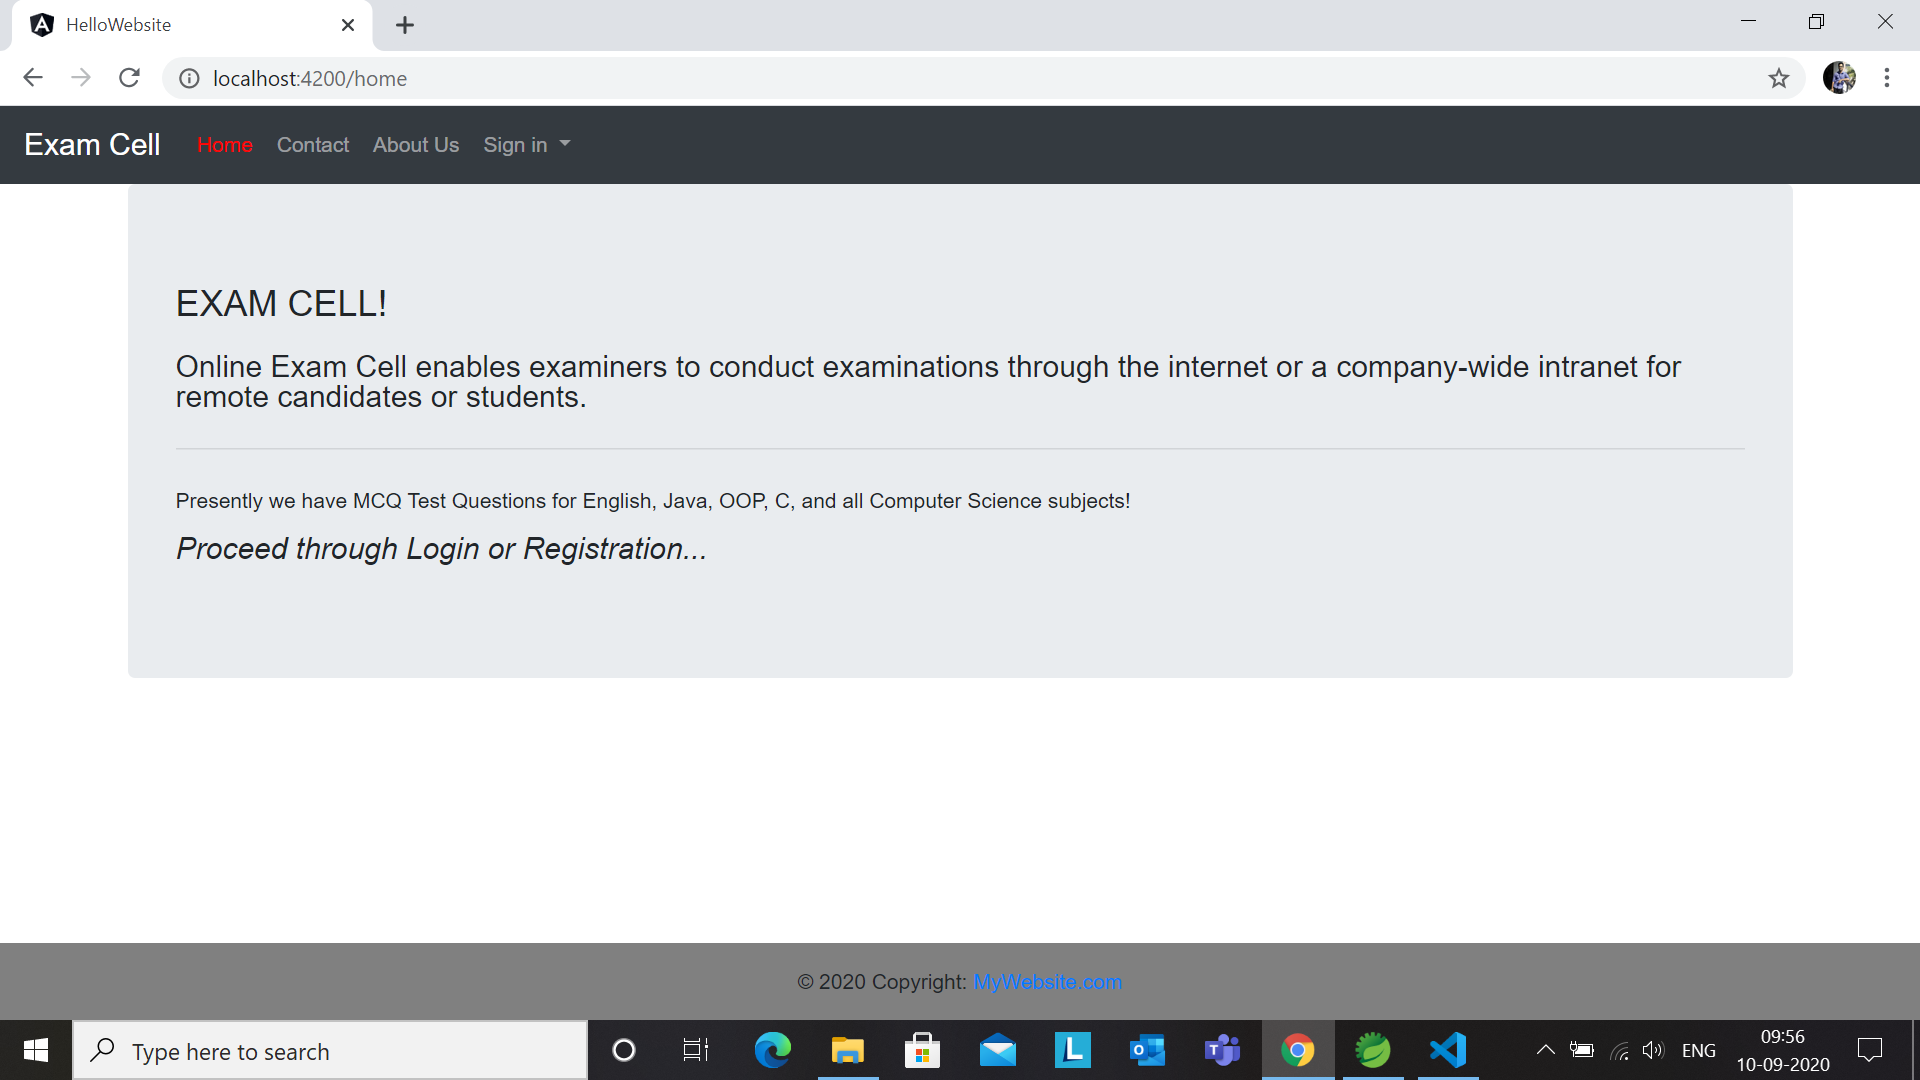 HelloWebsite
localhost:4200/home
Exam Cell Home Contact About Us Sign in
EXAM CELL!
Online Exam Cell enables examiners to conduct examinations through the internet or a company-wide intranet for
remote candidates or students.
Presently we have MCQ Test Questions for English, Java, OOP, C, and all Computer Science subjects!
Proceed through Login or Registration...
© 2020 Copyright: MyWebsite.com
Type here to search
L
ENG
09:56
10-09-2020